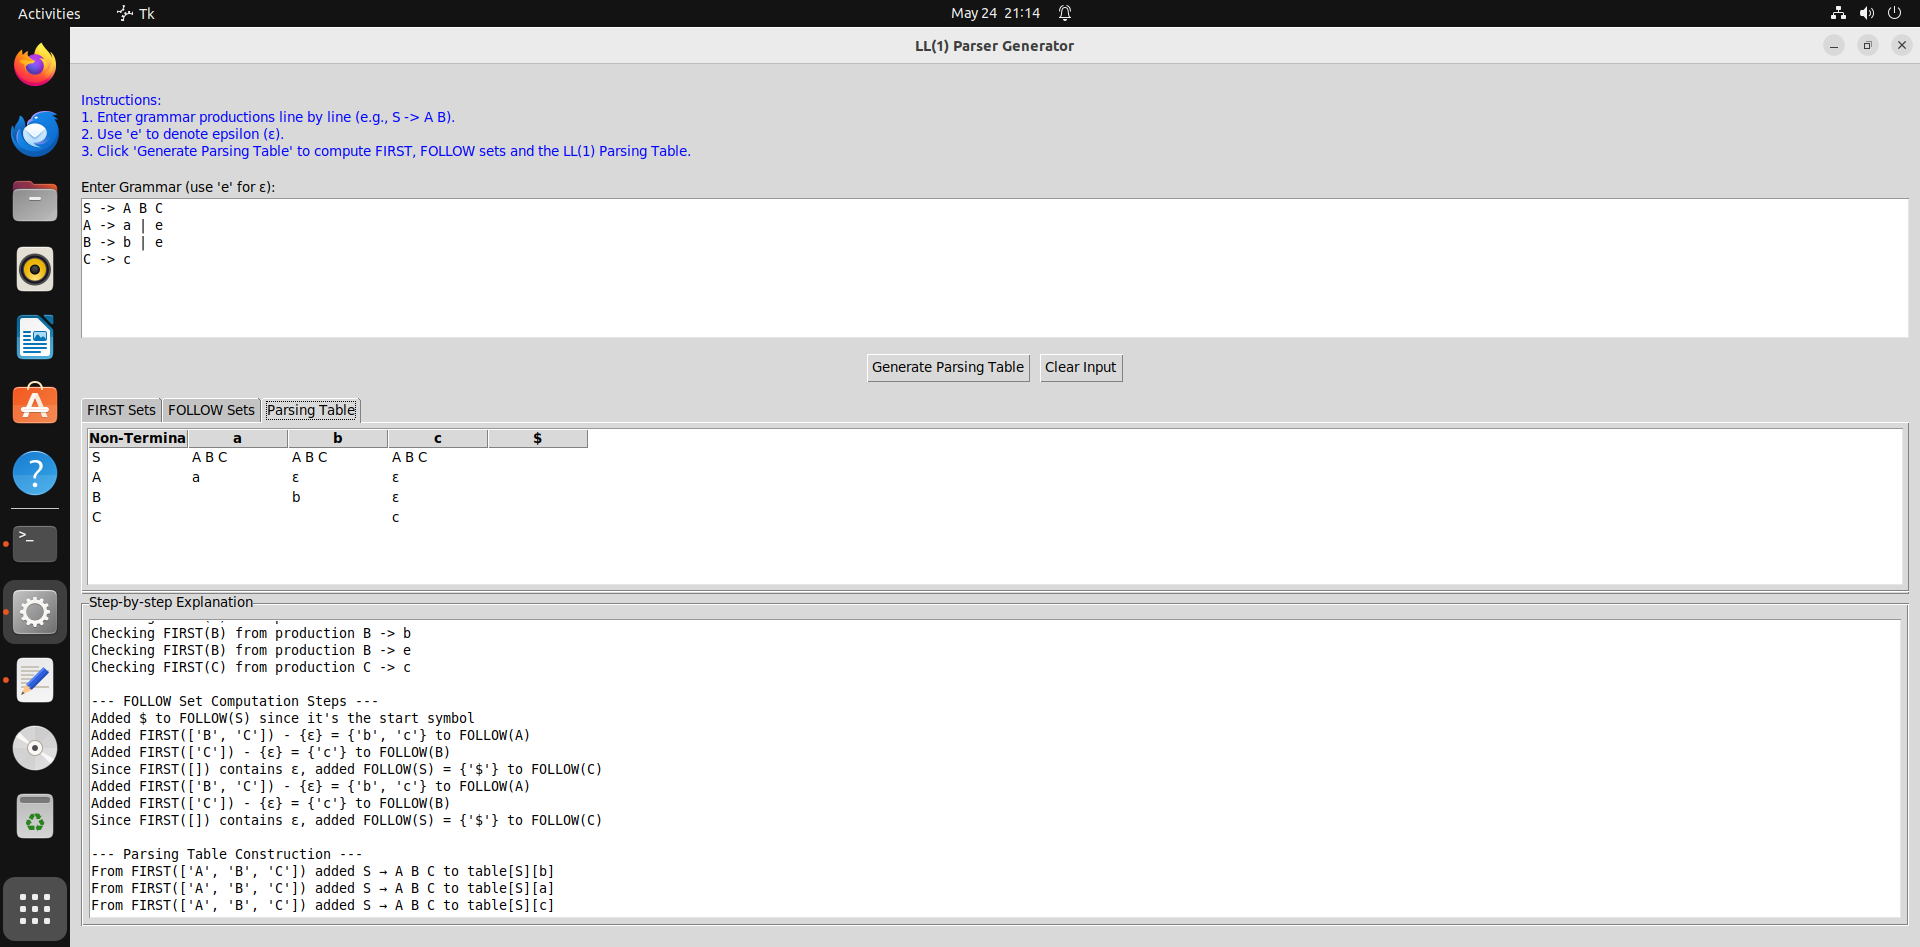 Activities Tk May 24 21:14
LL(1) Parser Generator
Instructions:
1. Enter grammar productions line by line (e.g., S -> A B).
2. Use 'e' to denote epsilon (ε).
3. Click 'Generate Parsing Table' to compute FIRST, FOLLOW sets and the LL(1) Parsing Table.
Enter Grammar (use 'e' for ε):
S -> A B C
A -> a | e
B -> b | e
C -> c
Generate Parsing Table Clear Input
FIRST Sets FOLLOW Sets Parsing Table
Non-Termina a b c $
S A B C A B C A B C
A a ε ε
B b ε
C c
Step-by-step Explanation
Checking FIRST(B) from production B -> b
Checking FIRST(B) from production B -> e
Checking FIRST(C) from production C -> c
--- FOLLOW Set Computation Steps ---
Added $ to FOLLOW(S) since it's the start symbol
Added FIRST(['B', 'C']) - {ε} = {'b', 'c'} to FOLLOW(A)
Added FIRST(['C']) - {ε} = {'c'} to FOLLOW(B)
Since FIRST([]) contains ε, added FOLLOW(S) = {'$'} to FOLLOW(C)
Added FIRST(['B', 'C']) - {ε} = {'b', 'c'} to FOLLOW(A)
Added FIRST(['C']) - {ε} = {'c'} to FOLLOW(B)
Since FIRST([]) contains ε, added FOLLOW(S) = {'$'} to FOLLOW(C)
--- Parsing Table Construction ---
From FIRST(['A', 'B', 'C']) added S → A B C to table[S][b]
From FIRST(['A', 'B', 'C']) added S → A B C to table[S][a]
From FIRST(['A', 'B', 'C']) added S → A B C to table[S][c]